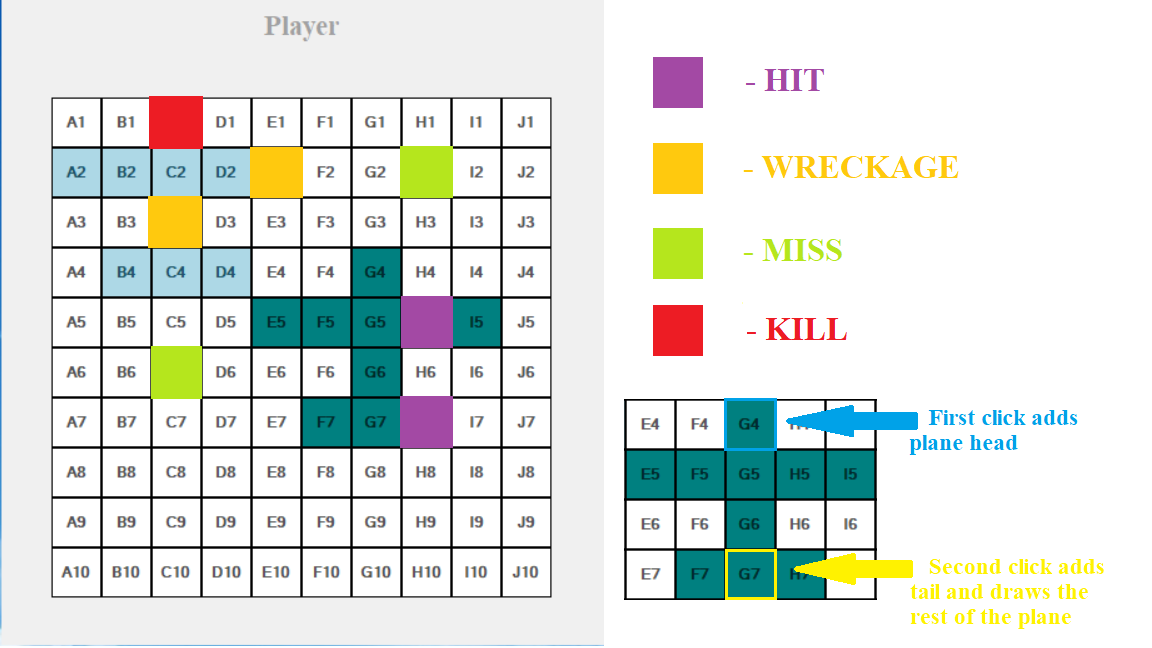 Player
A1 B1 D1 E1 F1 G1 H1 I1 J1
A2 B2 C2 D2 F2 G2 I2 J2
A3 B3 D3 E3 F3 G3 H3 I3 J3
A4 B4 C4 D4 E4 F4 G4 H4 I4 J4
A5 B5 C5 D5 E5 F5 G5 I5 J5
A6 B6 D6 E6 F6 G6 H6 I6 J6
A7 B7 C7 D7 E7 F7 G7 I7 J7
A8 B8 C8 D8 E8 F8 G8 H8 I8 J8
A9 B9 C9 D9 E9 F9 G9 H9 I9 J9
A10 B10 C10 D10 E10 F10 G10 H10 I10 J10
- HIT
- WRECKAGE
- MISS
- KILL
E4 F4 G4
E5 F5 G5 H5 I5
E6 F6 G6 H6 I6
E7 F7 G7 H7
First click adds
plane head
Second click adds
tail and draws the
rest of the plane